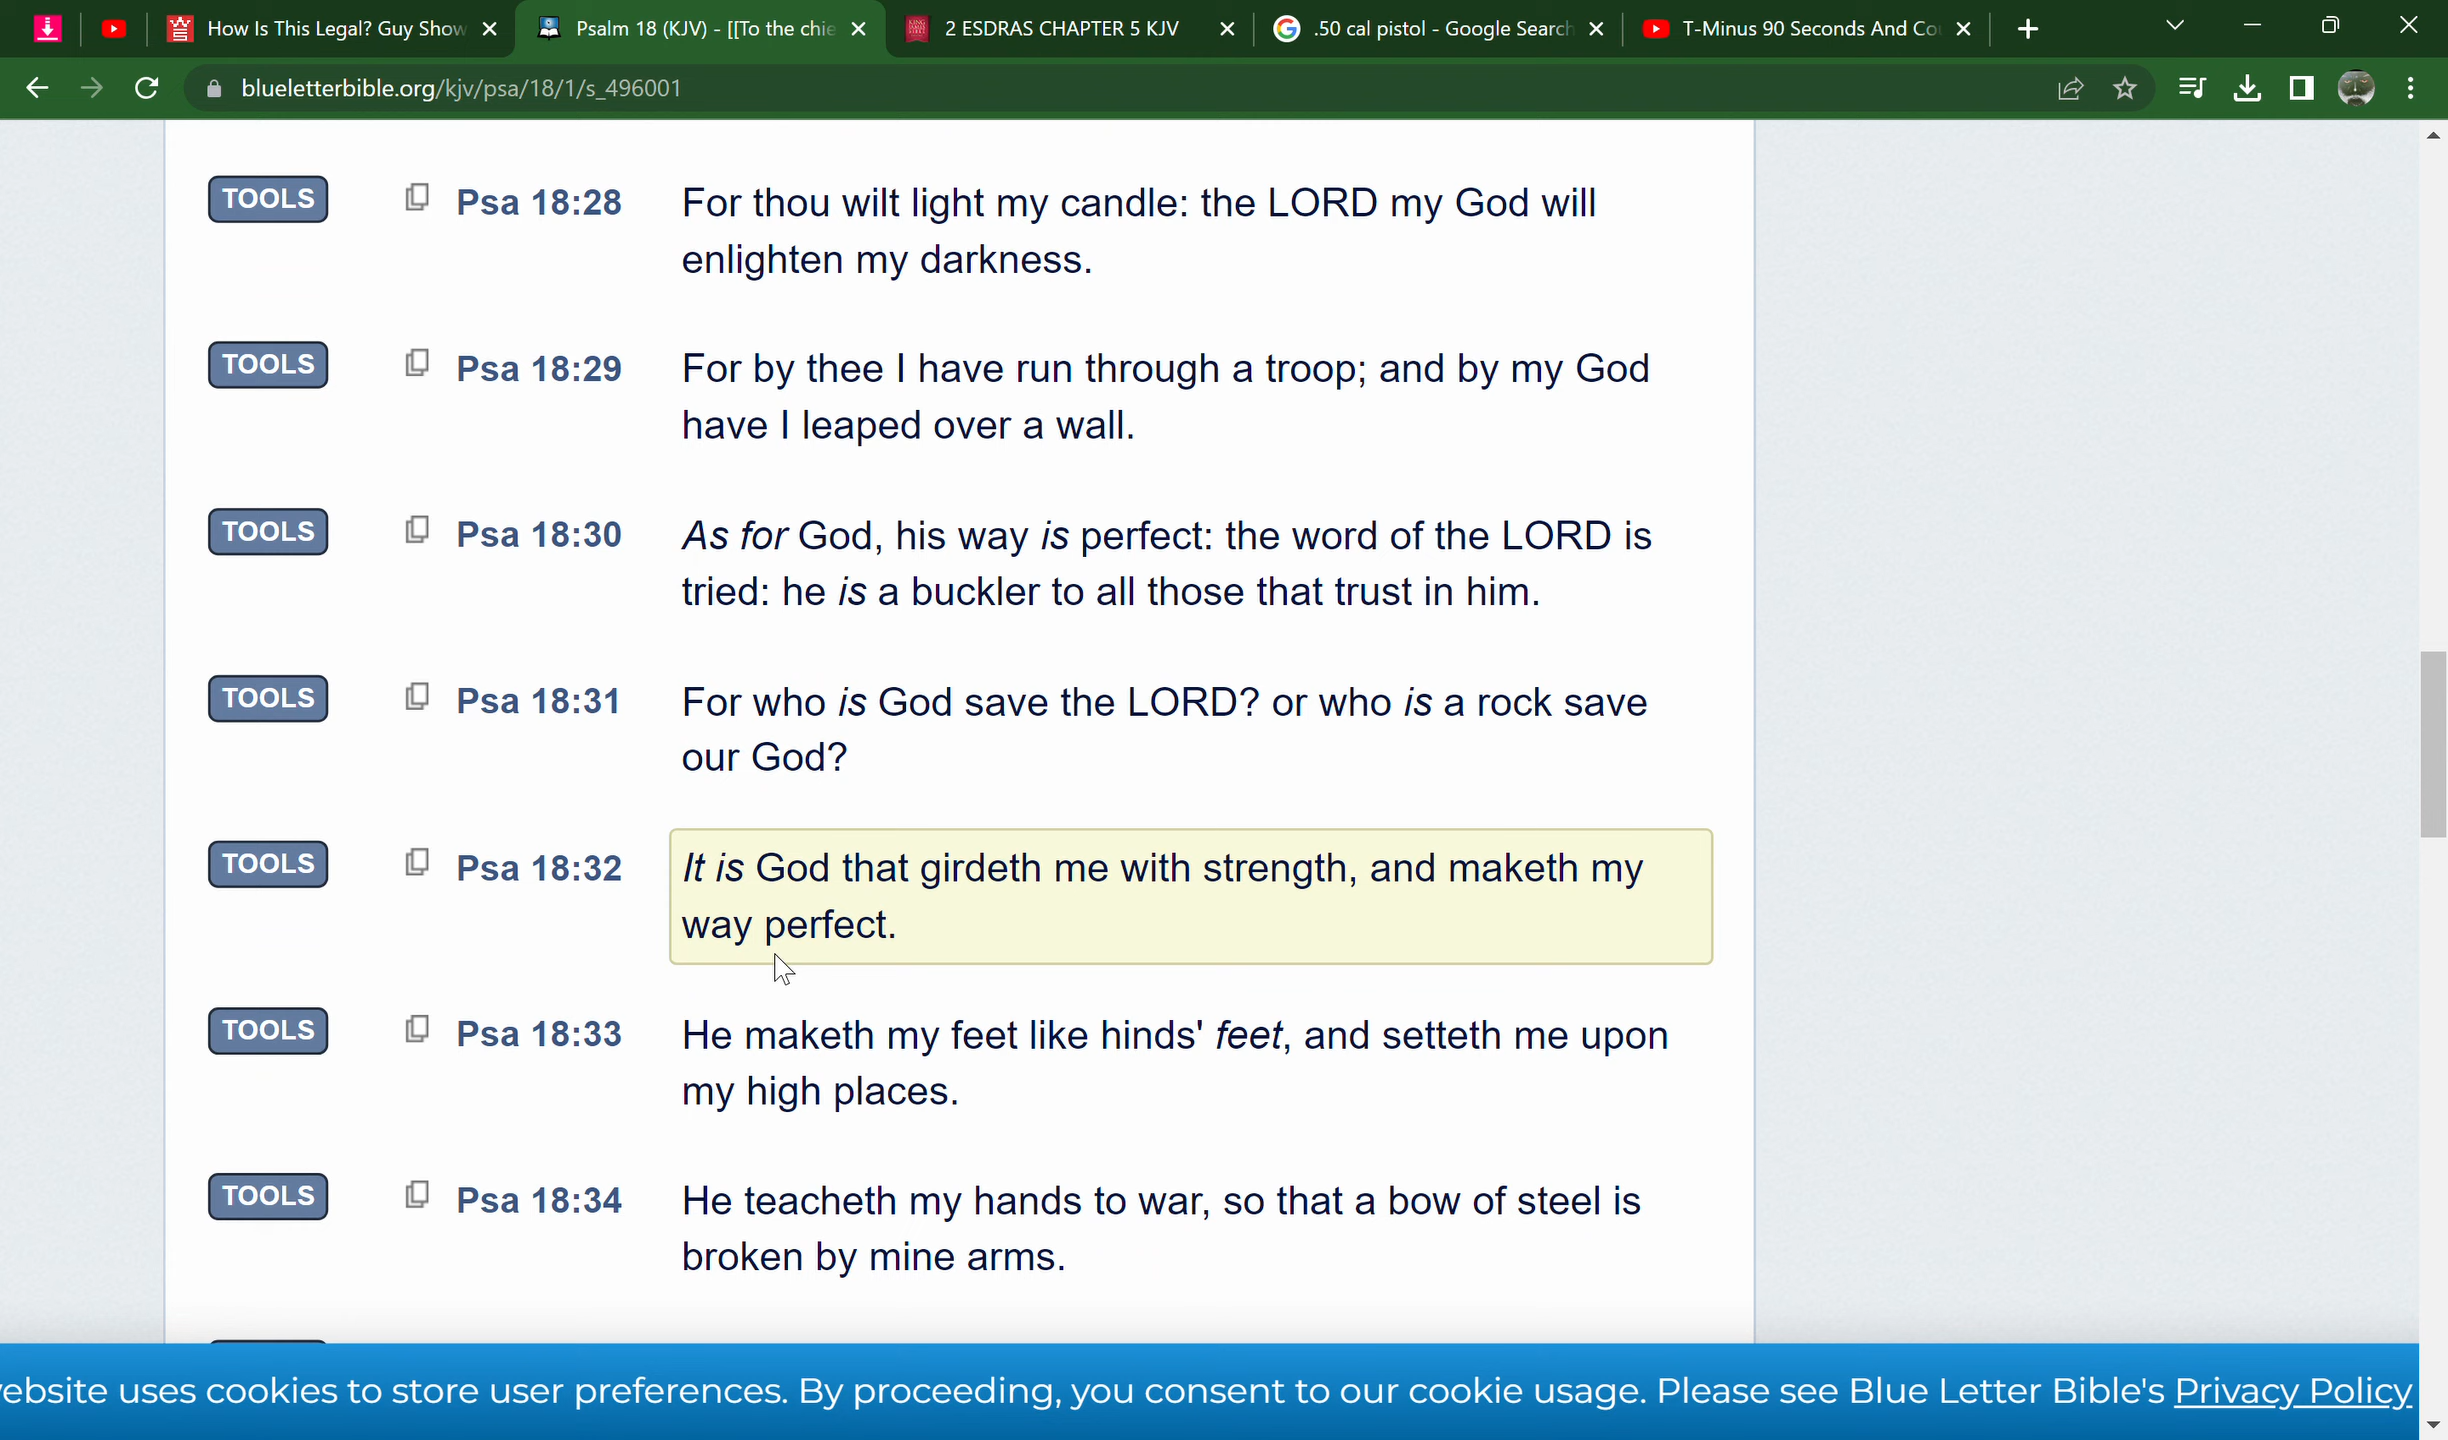 How Is This Legal? Guy Show
Psalm 18 (KJV) - [[To the chie
2 ESDRAS CHAPTER 5 KJV
.50 cal pistol - Google Search
T-Minus 90 Seconds And Co
blueletterbible.org/kjv/psa/18/1/s_496001
TOOLS Psa 18:28 For thou wilt light my candle: the LORD my God will
enlighten my darkness.
TOOLS Psa 18:29 For by thee I have run through a troop; and by my God
have I leaped over a wall.
TOOLS Psa 18:30 As for God, his way is perfect: the word of the LORD is
tried: he is a buckler to all those that trust in him.
TOOLS Psa 18:31 For who is God save the LORD? or who is a rock save
our God?
TOOLS Psa 18:32 It is God that girdeth me with strength, and maketh my
way perfect.
TOOLS Psa 18:33 He maketh my feet like hinds' feet, and setteth me upon
my high places.
TOOLS Psa 18:34 He teacheth my hands to war, so that a bow of steel is
broken by mine arms.
ebsite uses cookies to store user preferences. By proceeding, you consent to our cookie usage. Please see Blue Letter Bible's Privacy Policy